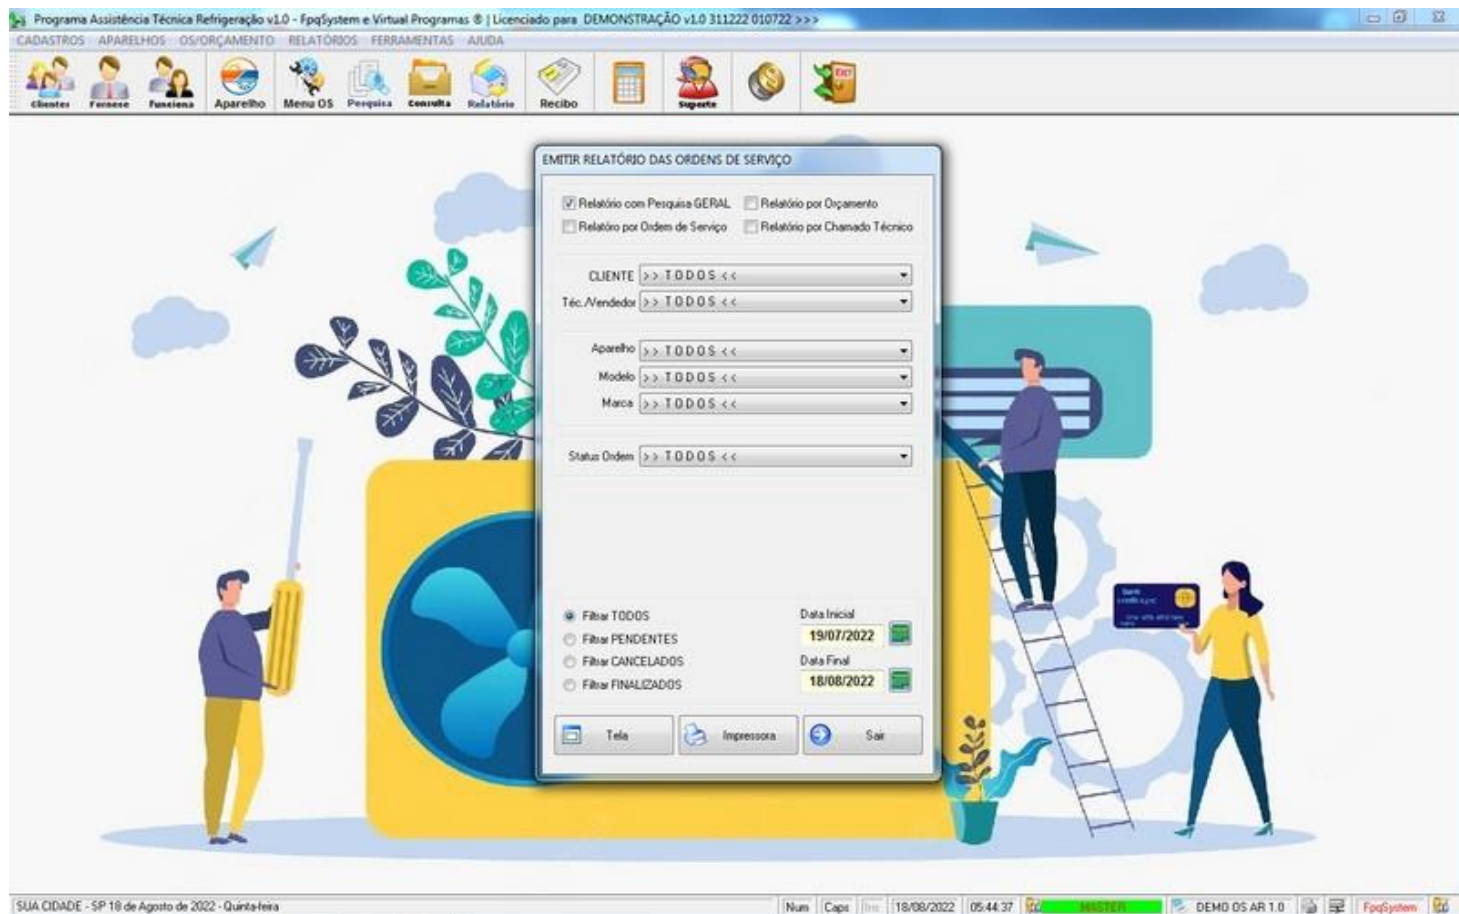 Programa Assistência Técnica Refrigeração v1.0 - FpqSystem e Virtual Programas ® | Licenciado para DEMONSTRAÇÃO v1.0 311222 010722 >>>
CADASTROS APARELHOS OS/ORÇAMENTO RELATÓRIOS FERRAMENTAS AJUDA
Clientes Fornece Funciona Aparelho Menu OS Pesquisa Consulta Relatório Recibo Suporte EXIT
EMITIR RELATÓRIO DAS ORDENS DE SERVIÇO
Relatório com Pesquisa GERAL Relatório por Orçamento
Relatóro por Ordem de Serviço Relatório por Chamado Técnico
CLIENTE >> T O D O S <<
Téc./Vendedor >> T O D O S <<
Aparelho >> T O D O S <<
Modelo >> T O D O S <<
Marca >> T O D O S <<
Status Ordem >> T O D O S <<
Filtrar TODOS Data Inicial
19/07/2022
Filtrar PENDENTES
Filtrar CANCELADOS Data Final
Filtrar FINALIZADOS 18/08/2022
Tela Impressora Sair
SUA CIDADE - SP 18 de Agosto de 2022 - Quinta-feira Num Caps Ins 18/08/2022 05:44:37 MASTER DEMO OS AR 1.0 FpqSystem